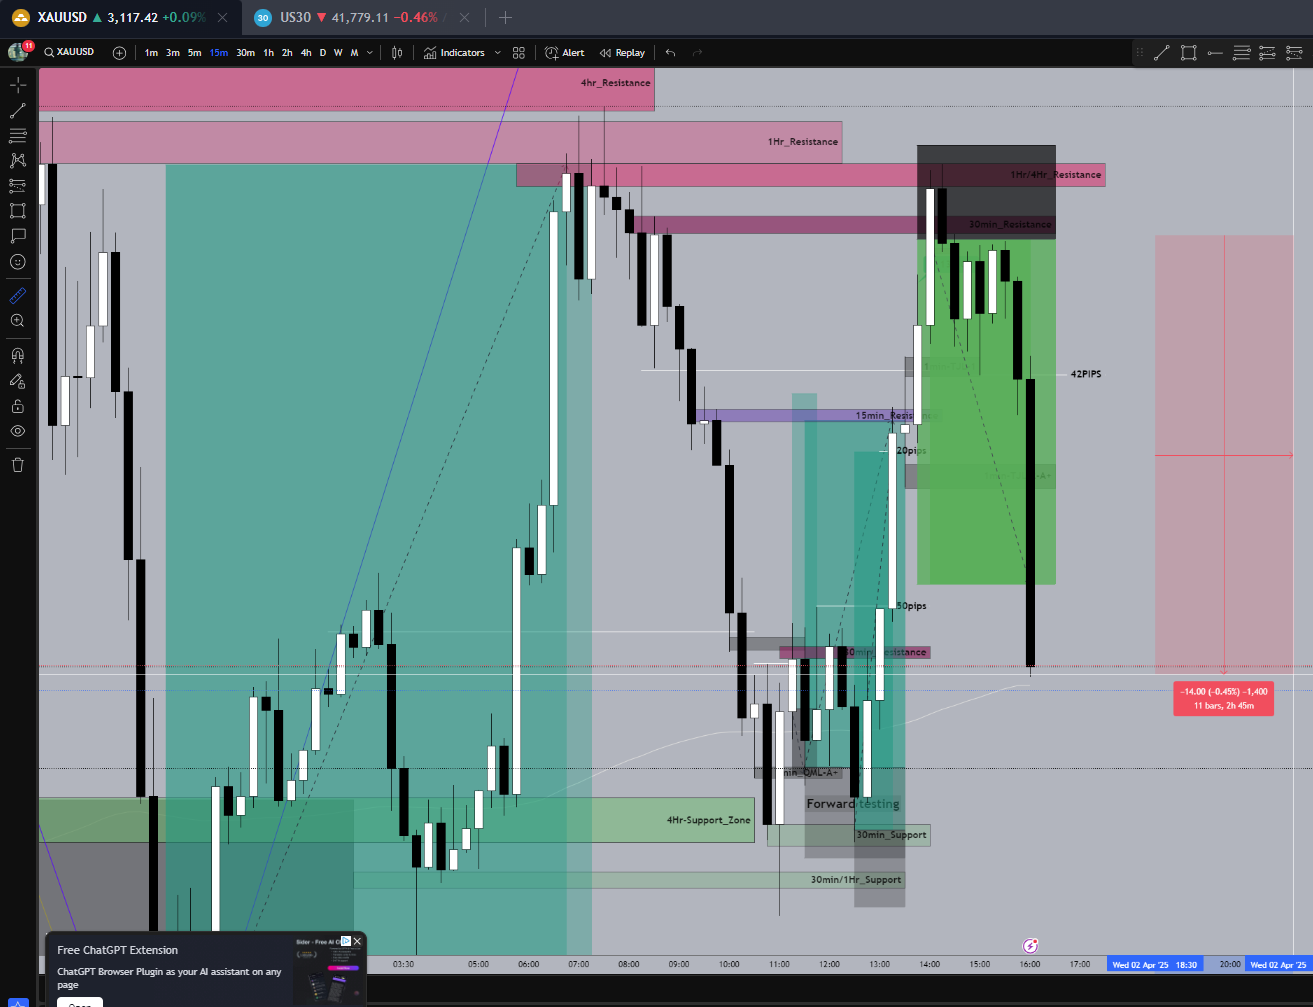 XAUUSD 3,117.42 +0.09%
30 US30 41,779.11 −0.46%
11 XAUUSD 1m 3m 5m 15m 30m 1h 2h 4h D W M Indicators Alert Replay
4hr_Resistance
1Hr_Resistance
1Hr/4Hr_Resistance
30min_Resistance
42PIPS
15min_Resist
20pips
-A+
50pips
30min_Resistance
−14.00 (−0.45%) −1,400
11 bars, 2h 45m
min_QML-A+
Forward testing
4Hr-Support_Zone
30min_Support
30min/1Hr_Support
Free ChatGPT Extension
ChatGPT Browser Plugin as your AI assistant on any
page
Open
03:30 05:00 06:00 07:00 08:00 09:00 10:00 11:00 12:00 13:00 14:00 15:00 16:00 17:00 Wed 02 Apr '25 18:30 20:00 Wed 02 Apr '25